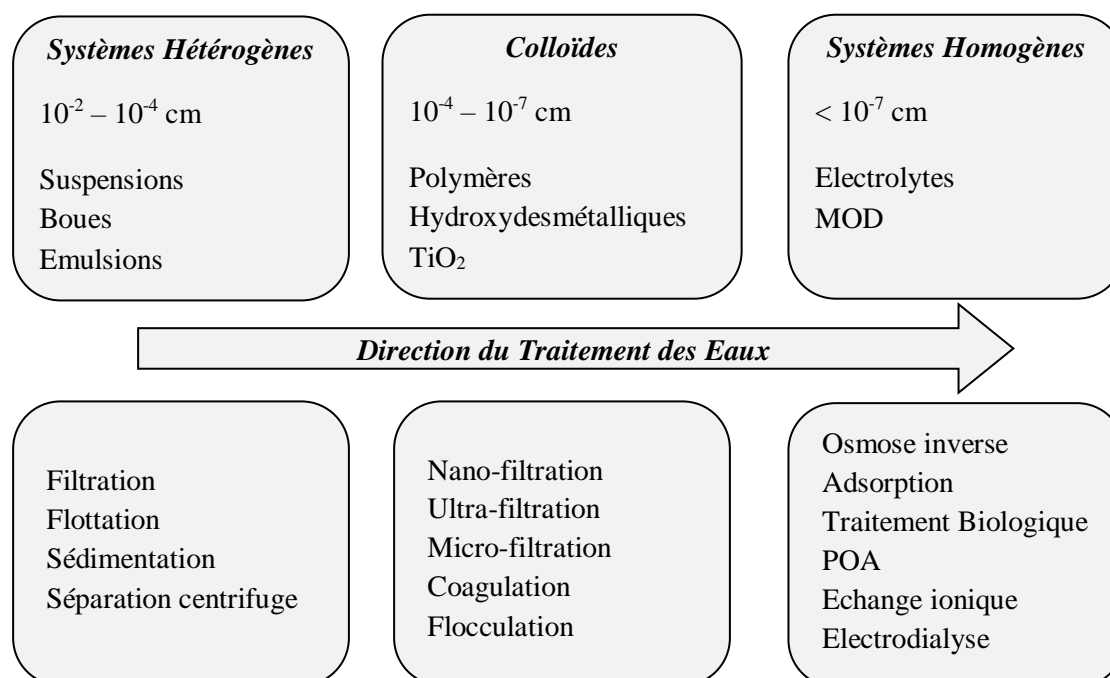 Systèmes Hétérogènes
10⁻² – 10⁻⁴ cm
Suspensions
Boues
Emulsions
Colloïdes
10⁻⁴ – 10⁻⁷ cm
Polymères
Hydroxydesmétalliques
TiO₂
Systèmes Homogènes
< 10⁻⁷ cm
Electrolytes
MOD
Direction du Traitement des Eaux
Filtration
Flottation
Sédimentation
Séparation centrifuge
Nano-filtration
Ultra-filtration
Micro-filtration
Coagulation
Flocculation
Osmose inverse
Adsorption
Traitement Biologique
POA
Echange ionique
Electrodialyse